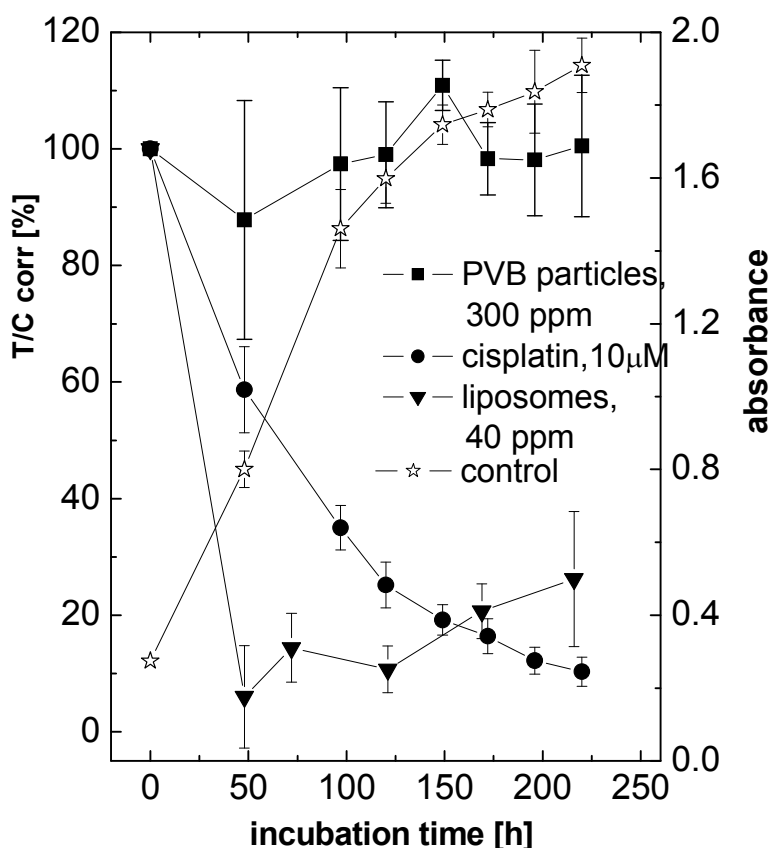 120
100
80
60
40
20
0
T/C corr [%]
2.0
1.6
1.2
0.8
0.4
0.0
absorbance
PVB particles,
300 ppm
cisplatin,10μM
liposomes,
40 ppm
control
0 50 100 150 200 250
incubation time [h]